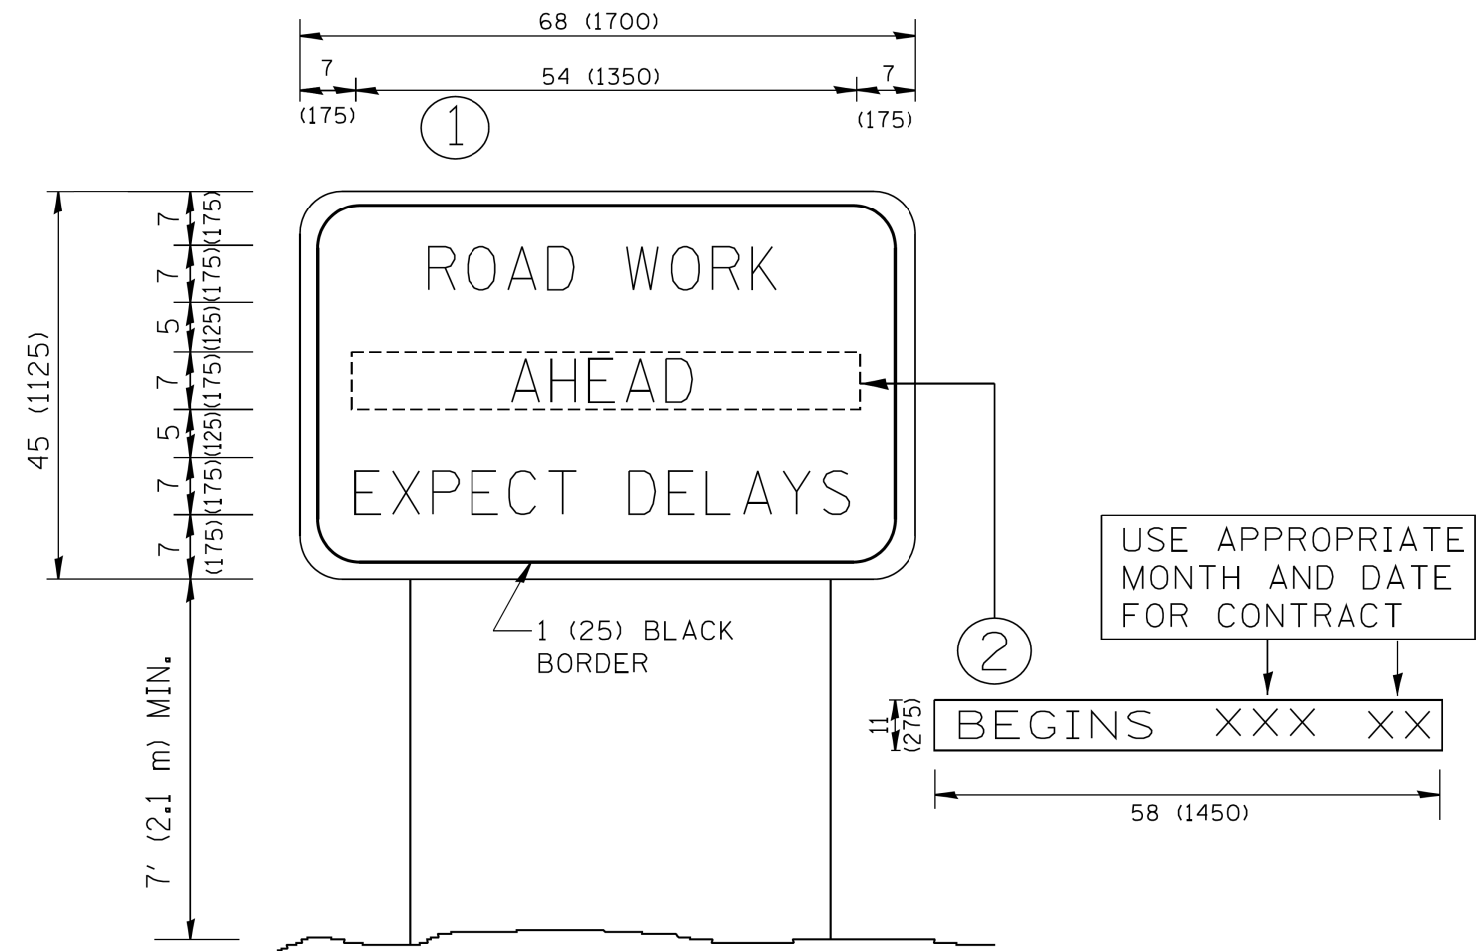 68 (1700)
7
54 (1350)
7
(175)
(175)
1
45 (1125)
7
(175)
7
(175)
5
(125)
7
(175)
5
(125)
7
(175)
7
(175)
ROAD WORK
AHEAD
EXPECT DELAYS
1 (25) BLACK
BORDER
7' (2.1 m) MIN.
USE APPROPRIATE
MONTH AND DATE
FOR CONTRACT
2
11
(275)
BEGINS XXX XX
58 (1450)